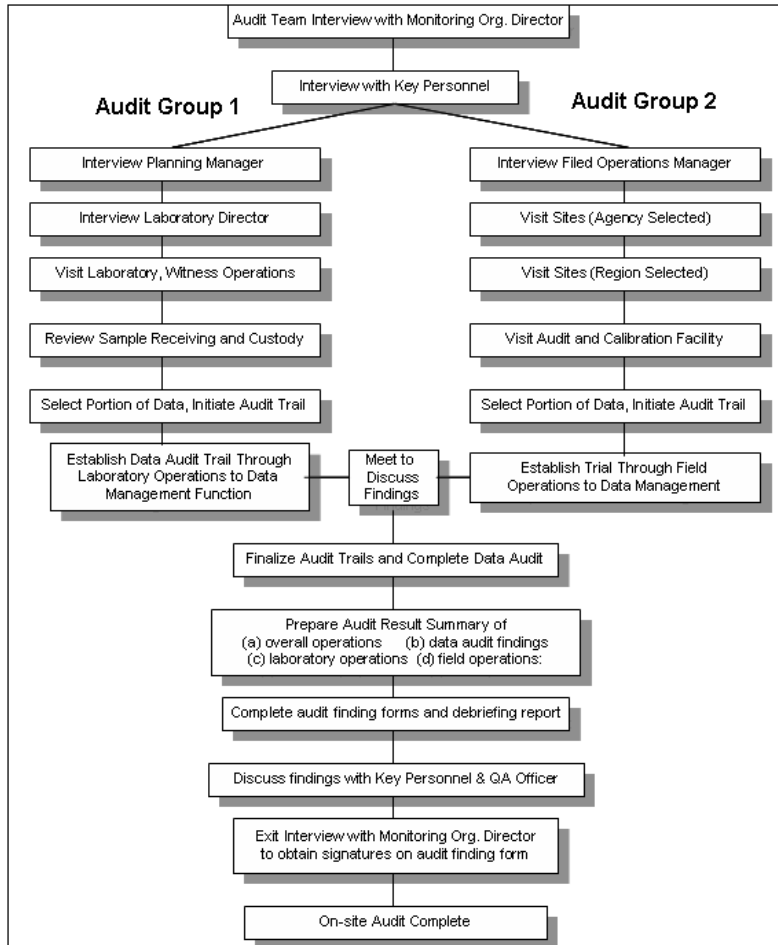 Audit Team Interview with Monitoring Org. Director
Interview with Key Personnel
Audit Group 1
Audit Group 2
Interview Planning Manager
Interview Laboratory Director
Visit Laboratory, Witness Operations
Review Sample Receiving and Custody
Select Portion of Data, Initiate Audit Trail
Establish Data Audit Trail Through
Laboratory Operations to Data
Management Function
Interview Filed Operations Manager
Visit Sites (Agency Selected)
Visit Sites (Region Selected)
Visit Audit and Calibration Facility
Select Portion of Data, Initiate Audit Trail
Establish Trial Through Field
Operations to Data Management
Meet to
Discuss
Findings
Finalize Audit Trails and Complete Data Audit
Prepare Audit Result Summary of
(a) overall operations (b) data audit findings
(c) laboratory operations (d) field operations:
Complete audit finding forms and debriefing report
Discuss findings with Key Personnel & QA Officer
Exit Interview with Monitoring Org. Director
to obtain signatures on audit finding form
On-site Audit Complete